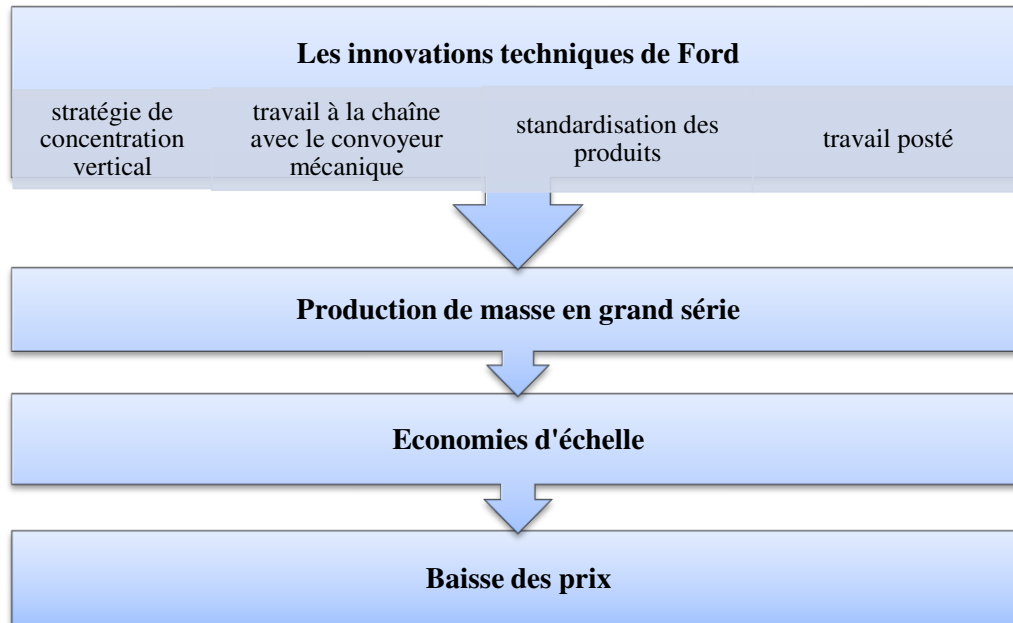 Les innovations techniques de Ford
stratégie de
concentration
vertical
travail à la chaîne
avec le convoyeur
mécanique
standardisation des
produits
travail posté
Production de masse en grand série
Economies d'échelle
Baisse des prix